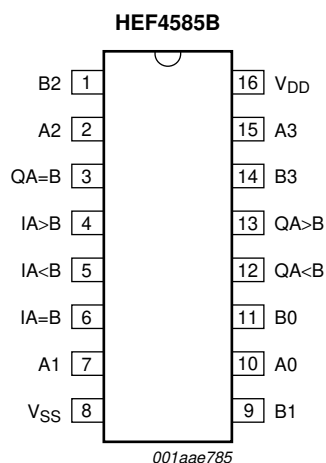 HEF4585B
B2 1 16 VDD
A2 2 15 A3
QA=B 3 14 B3
IA>B 4 13 QA>B
IA<B 5 12 QA<B
IA=B 6 11 B0
A1 7 10 A0
VSS 8 9 B1
001aae785